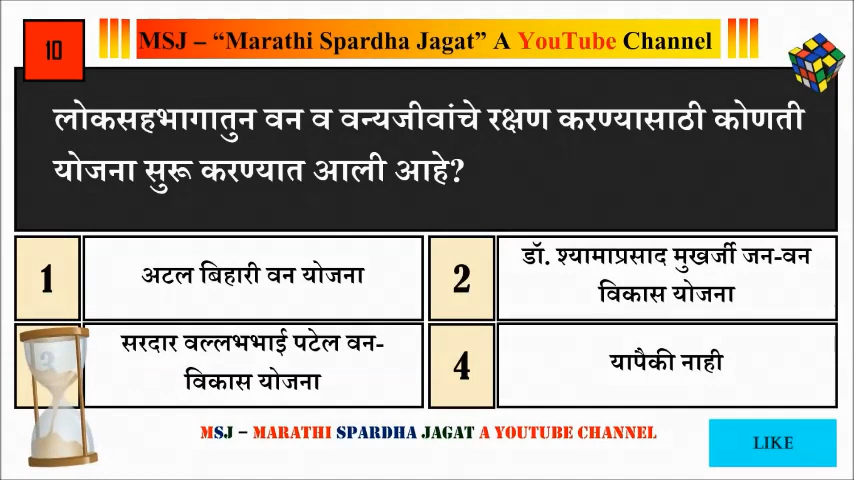 10
MSJ – “Marathi Spardha Jagat” A YouTube Channel
लोकसहभागातुन वन व वन्यजीवांचे रक्षण करण्यासाठी कोणती
योजना सुरू करण्यात आली आहे?
1
अटल बिहारी वन योजना
2
डॉ. श्यामाप्रसाद मुखर्जी जन-वन
विकास योजना
3
सरदार वल्लभभाई पटेल वन-
विकास योजना
4
यापैकी नाही
MSJ – MARATHI SPARDHA JAGAT A YOUTUBE CHANNEL
LIKE